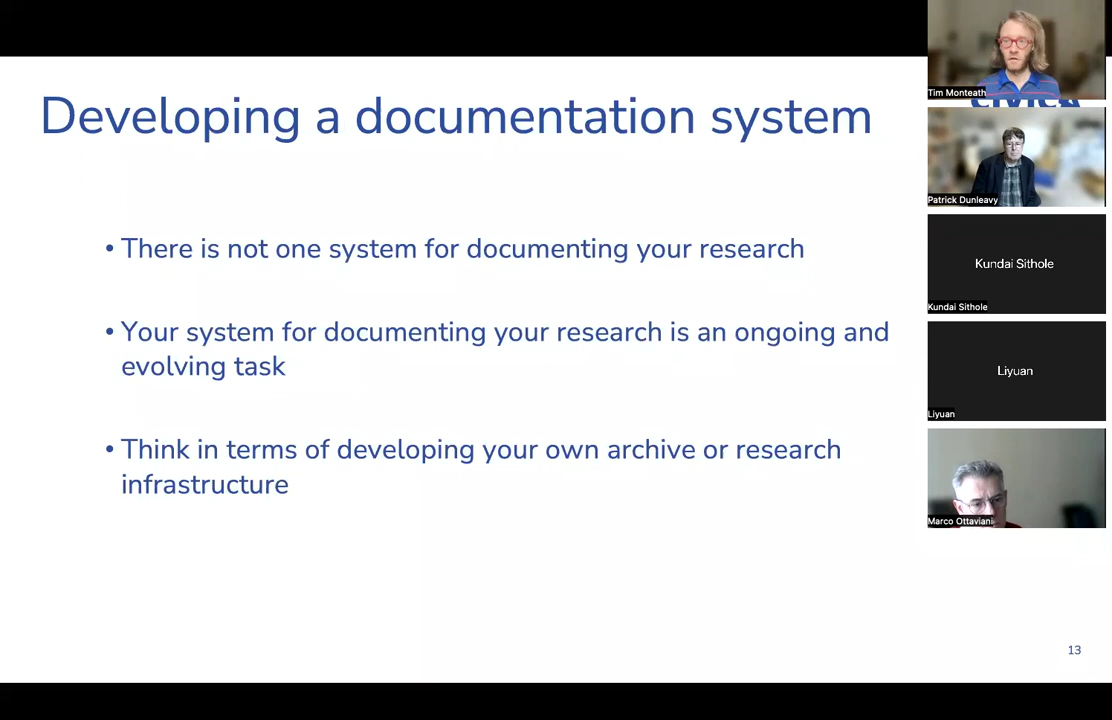 Developing a documentation system
• There is not one system for documenting your research
• Your system for documenting your research is an ongoing and
evolving task
• Think in terms of developing your own archive or research
infrastructure
13
Tim Monteath
CIVICA
Patrick Dunleavy
Kundai Sithole
Kundai Sithole
Liyuan
Liyuan
Marco Ottaviani